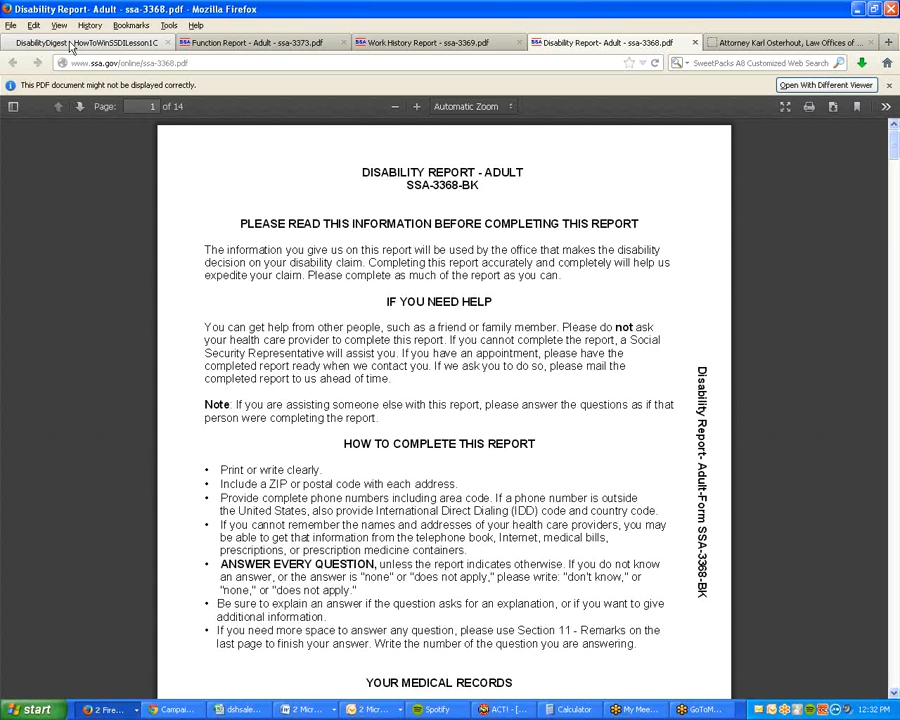 Disability Report- Adult - ssa-3368.pdf - Mozilla Firefox
File Edit View History Bookmarks Tools Help
DisabilityDigest - HowToWinSSDILesson1C
Function Report - Adult - ssa-3373.pdf
Work History Report - ssa-3369.pdf
Disability Report- Adult - ssa-3368.pdf
Attorney Karl Osterhout, Law Offices of ...
www.ssa.gov/online/ssa-3368.pdf
SweetPacks A8 Customized Web Search
This PDF document might not be displayed correctly.
Open With Different Viewer
Page: 1 of 14
Automatic Zoom
DISABILITY REPORT - ADULT
SSA-3368-BK
PLEASE READ THIS INFORMATION BEFORE COMPLETING THIS REPORT
The information you give us on this report will be used by the office that makes the disability
decision on your disability claim. Completing this report accurately and completely will help us
expedite your claim. Please complete as much of the report as you can.
IF YOU NEED HELP
You can get help from other people, such as a friend or family member. Please do not ask
your health care provider to complete this report. If you cannot complete the report, a Social
Security Representative will assist you. If you have an appointment, please have the
completed report ready when we contact you. If we ask you to do so, please mail the
completed report to us ahead of time.
Note: If you are assisting someone else with this report, please answer the questions as if that
person were completing the report.
HOW TO COMPLETE THIS REPORT
• Print or write clearly.
• Include a ZIP or postal code with each address.
• Provide complete phone numbers including area code. If a phone number is outside
the United States, also provide International Direct Dialing (IDD) code and country code.
• If you cannot remember the names and addresses of your health care providers, you may
be able to get that information from the telephone book, Internet, medical bills,
prescriptions, or prescription medicine containers.
• ANSWER EVERY QUESTION, unless the report indicates otherwise. If you do not know
an answer, or the answer is "none" or "does not apply," please write: "don't know," or
"none," or "does not apply."
• Be sure to explain an answer if the question asks for an explanation, or if you want to give
additional information.
• If you need more space to answer any question, please use Section 11 - Remarks on the
last page to finish your answer. Write the number of the question you are answering.
YOUR MEDICAL RECORDS
Disability Report- Adult-Form SSA-3368-BK
start
2 Fire...
Campai...
dshsale...
2 Micr...
2 Micr...
Spotify
ACT! - [...
Calculator
My Mee...
GoToM...
12:32 PM